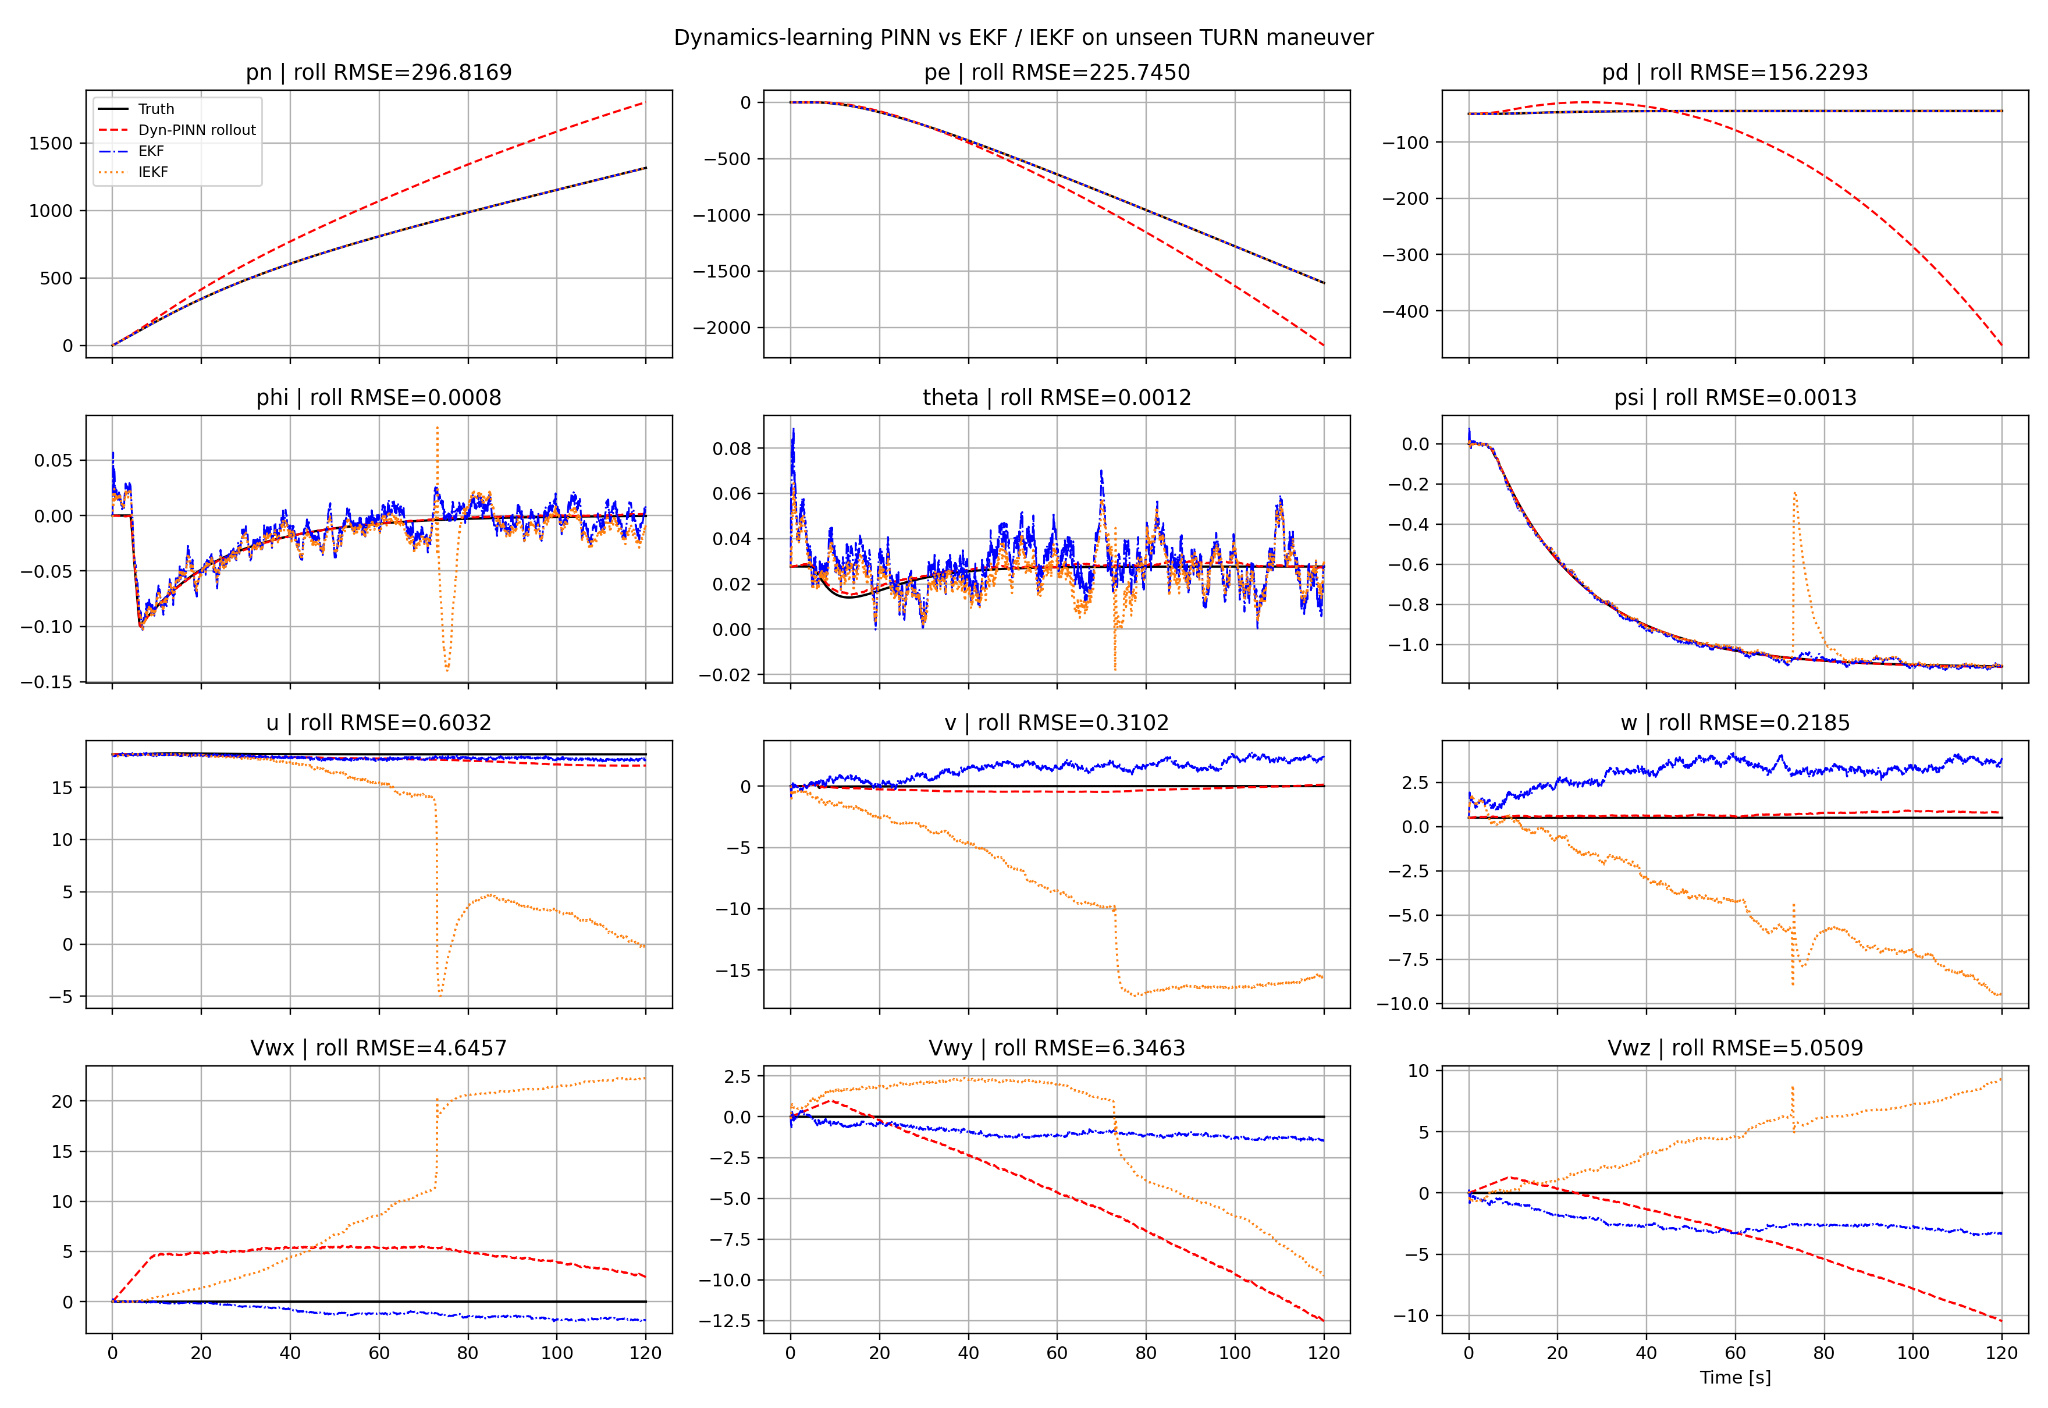 Dynamics-learning PINN vs EKF / IEKF on unseen TURN maneuver
pn | roll RMSE=296.8169
pe | roll RMSE=225.7450
pd | roll RMSE=156.2293
Truth
Dyn-PINN rollout
EKF
IEKF
1500
1000
500
0
0
−500
−1000
−1500
−2000
−100
−200
−300
−400
phi | roll RMSE=0.0008
theta | roll RMSE=0.0012
psi | roll RMSE=0.0013
0.05
0.00
−0.05
−0.10
−0.15
0.08
0.06
0.04
0.02
0.00
−0.02
0.0
−0.2
−0.4
−0.6
−0.8
−1.0
u | roll RMSE=0.6032
v | roll RMSE=0.3102
w | roll RMSE=0.2185
15
10
5
0
−5
0
−5
−10
−15
2.5
0.0
−2.5
−5.0
−7.5
−10.0
Vwx | roll RMSE=4.6457
Vwy | roll RMSE=6.3463
Vwz | roll RMSE=5.0509
20
15
10
5
0
2.5
0.0
−2.5
−5.0
−7.5
−10.0
−12.5
10
5
0
−5
−10
0 20 40 60 80 100 120
0 20 40 60 80 100 120
0 20 40 60 80 100 120
Time [s]